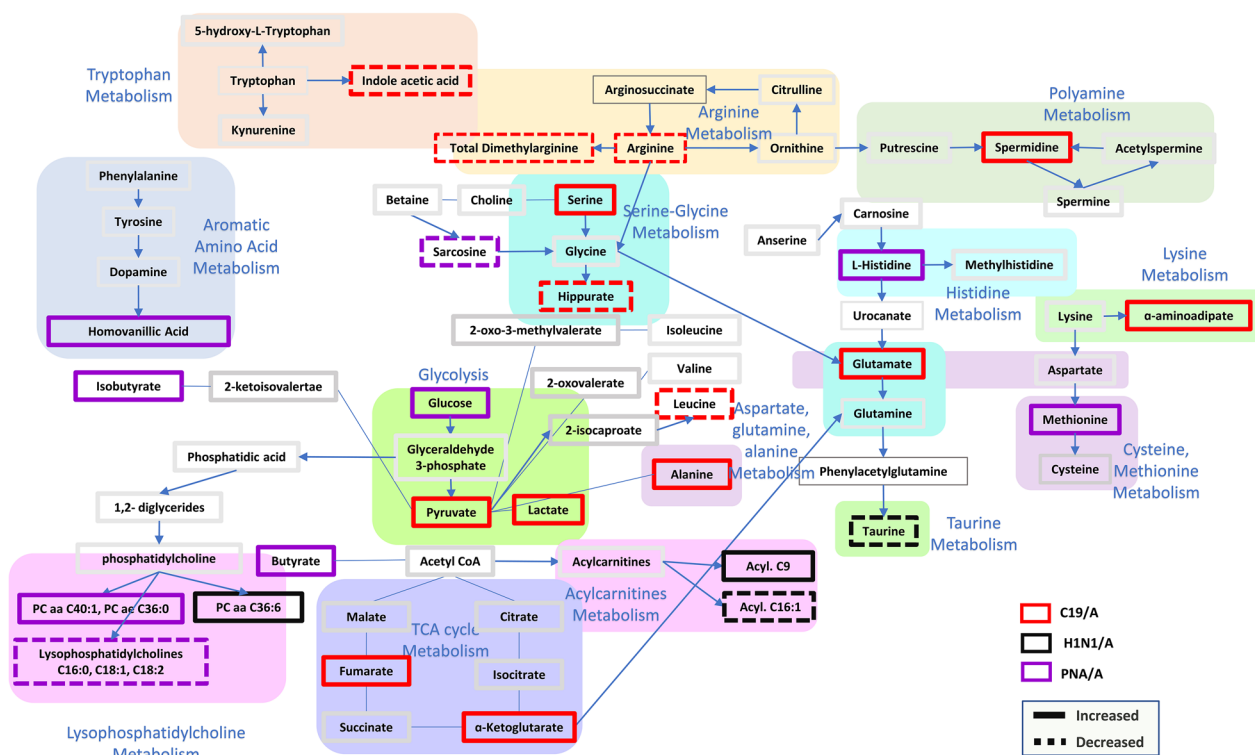 5-hydroxy-L-Tryptophan
Tryptophan
Metabolism
Tryptophan
Indole acetic acid
Kynurenine
Arginosuccinate
Citrulline
Arginine
Metabolism
Total Dimethylarginine
Arginine
Ornithine
Polyamine
Metabolism
Putrescine
Spermidine
Acetylspermine
Spermine
Phenylalanine
Tyrosine
Dopamine
Homovanillic Acid
Aromatic
Amino Acid
Metabolism
Betaine
Choline
Serine
Serine-Glycine
Metabolism
Sarcosine
Glycine
Hippurate
Carnosine
Anserine
L-Histidine
Methylhistidine
Histidine
Metabolism
Urocanate
Lysine
Metabolism
Lysine
α-aminoadipate
2-oxo-3-methylvalerate
Isoleucine
Valine
Glutamate
Aspartate
Isobutyrate
2-ketoisovalertae
Glycolysis
Glucose
2-oxovalerate
Leucine
2-isocaproate
Aspartate,
glutamine,
alanine
Metabolism
Glutamine
Methionine
Cysteine
Cysteine,
Methionine
Metabolism
Phosphatidic acid
Glyceraldehyde
3-phosphate
Alanine
Phenylacetylglutamine
1,2- diglycerides
Pyruvate
Lactate
Taurine
Taurine
Metabolism
phosphatidylcholine
Butyrate
Acetyl CoA
Acylcarnitines
Acyl. C9
Acyl. C16:1
Acylcarnitines
Metabolism
PC aa C40:1, PC ae C36:0
PC aa C36:6
Lysophosphatidylcholines
C16:0, C18:1, C18:2
Malate
Citrate
TCA cycle
Metabolism
Fumarate
Isocitrate
Succinate
α-Ketoglutarate
Lysophosphatidylcholine
Metabolism
C19/A
H1N1/A
PNA/A
Increased
Decreased